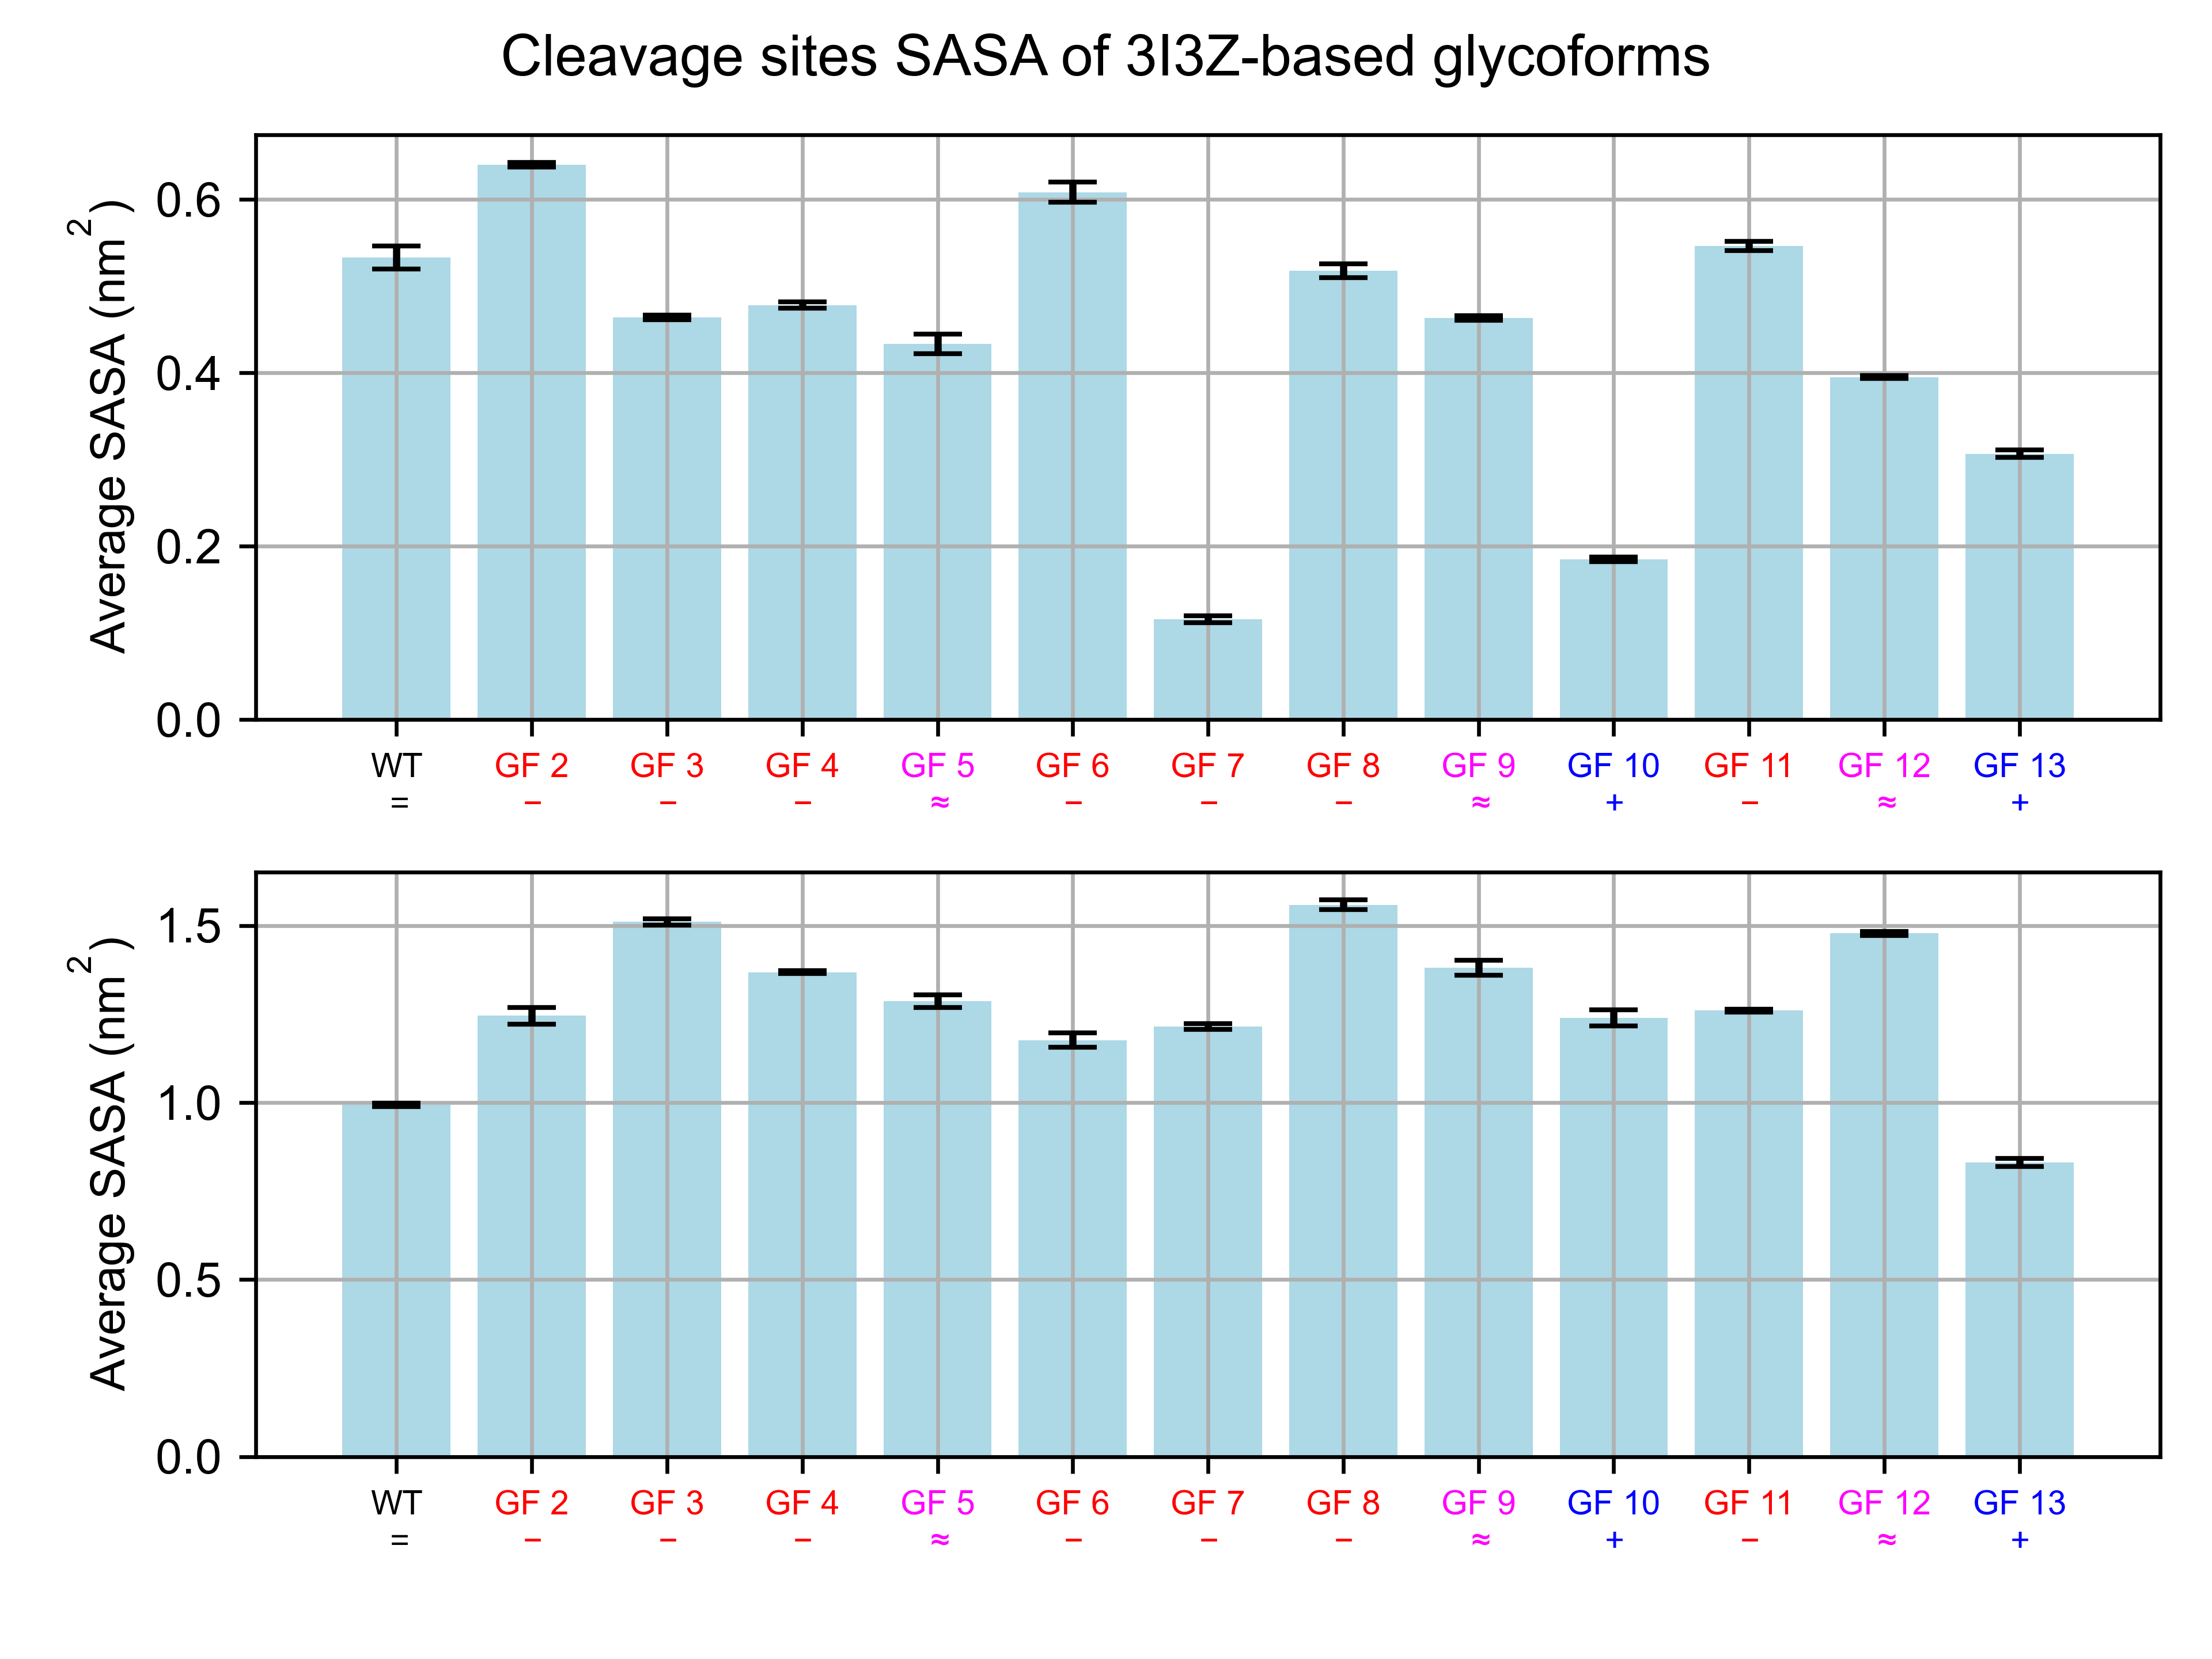 Cleavage sites SASA of 3I3Z-based glycoforms
Average SASA (nm²)
0.6
0.4
0.2
0.0
WT GF 2 GF 3 GF 4 GF 5 GF 6 GF 7 GF 8 GF 9 GF 10 GF 11 GF 12 GF 13
= − − − ≈ − − − ≈ + − ≈ +
Average SASA (nm²)
1.5
1.0
0.5
0.0
WT GF 2 GF 3 GF 4 GF 5 GF 6 GF 7 GF 8 GF 9 GF 10 GF 11 GF 12 GF 13
= − − − ≈ − − − ≈ + − ≈ +